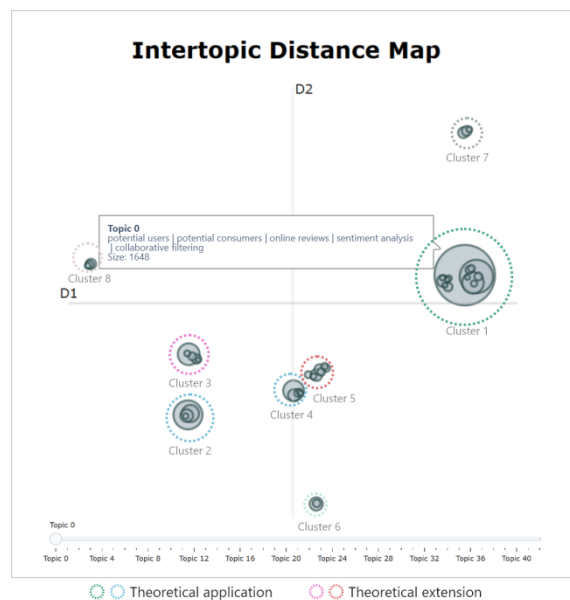 Intertopic Distance Map
D2
Cluster 7
Topic 0
potential users | potential consumers | online reviews | sentiment analysis
| collaborative filtering
Size: 1648
Cluster 8
D1
Cluster 1
Cluster 3
Cluster 5
Cluster 4
Cluster 2
Cluster 6
Topic 0
Topic 0 Topic 4 Topic 8 Topic 12 Topic 16 Topic 20 Topic 24 Topic 28 Topic 32 Topic 36 Topic 40
Theoretical application Theoretical extension